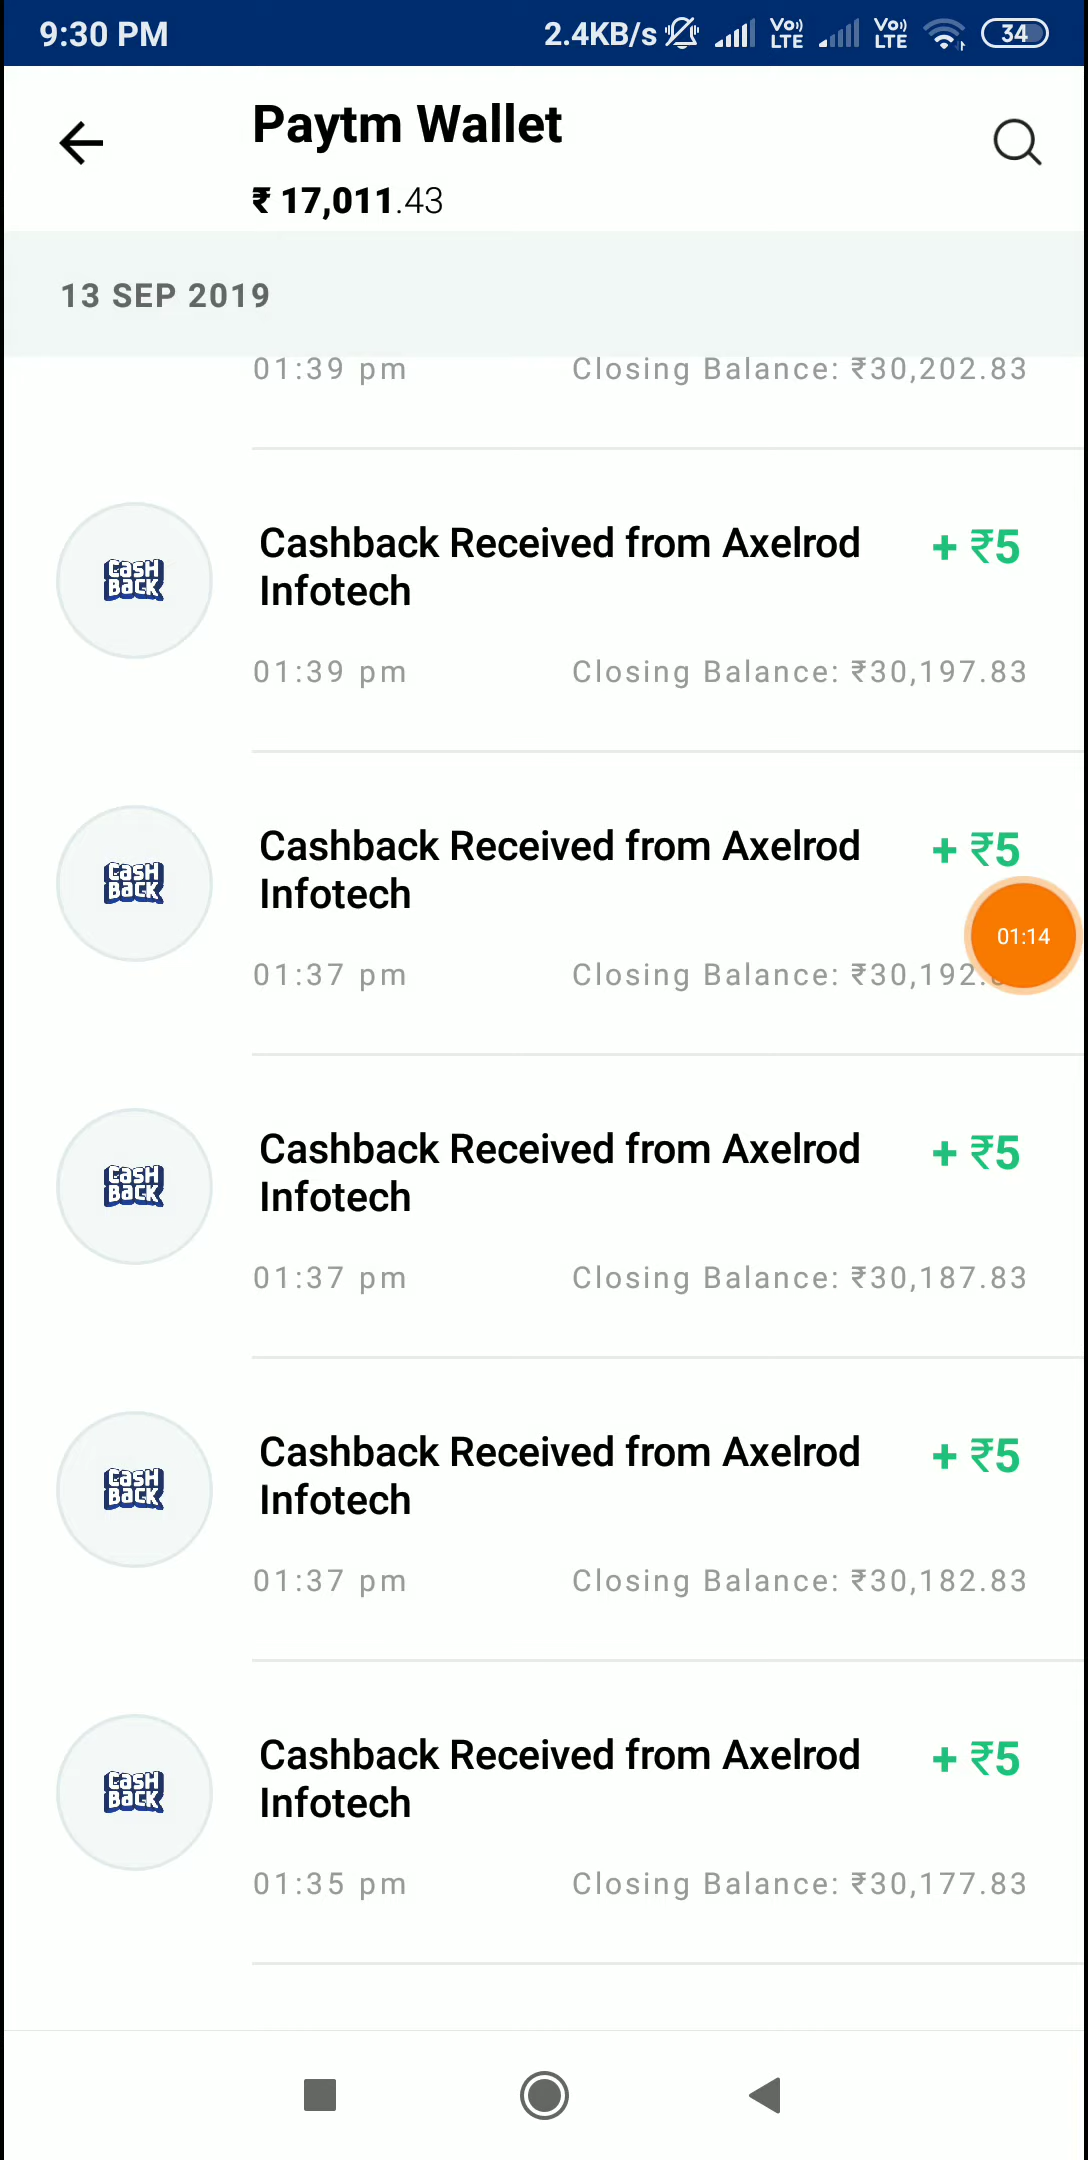 9:30 PM
2.4KB/s
Vo)) LTE
Vo)) LTE
34
Paytm Wallet
₹ 17,011.43
13 SEP 2019
01:39 pm Closing Balance: ₹30,202.83
Cashback Received from Axelrod + ₹5
Infotech
CASH
BACK
01:39 pm Closing Balance: ₹30,197.83
Cashback Received from Axelrod + ₹5
Infotech
CASH
BACK
01:14
01:37 pm Closing Balance: ₹30,192.
Cashback Received from Axelrod + ₹5
Infotech
CASH
BACK
01:37 pm Closing Balance: ₹30,187.83
Cashback Received from Axelrod + ₹5
Infotech
CASH
BACK
01:37 pm Closing Balance: ₹30,182.83
Cashback Received from Axelrod + ₹5
Infotech
CASH
BACK
01:35 pm Closing Balance: ₹30,177.83